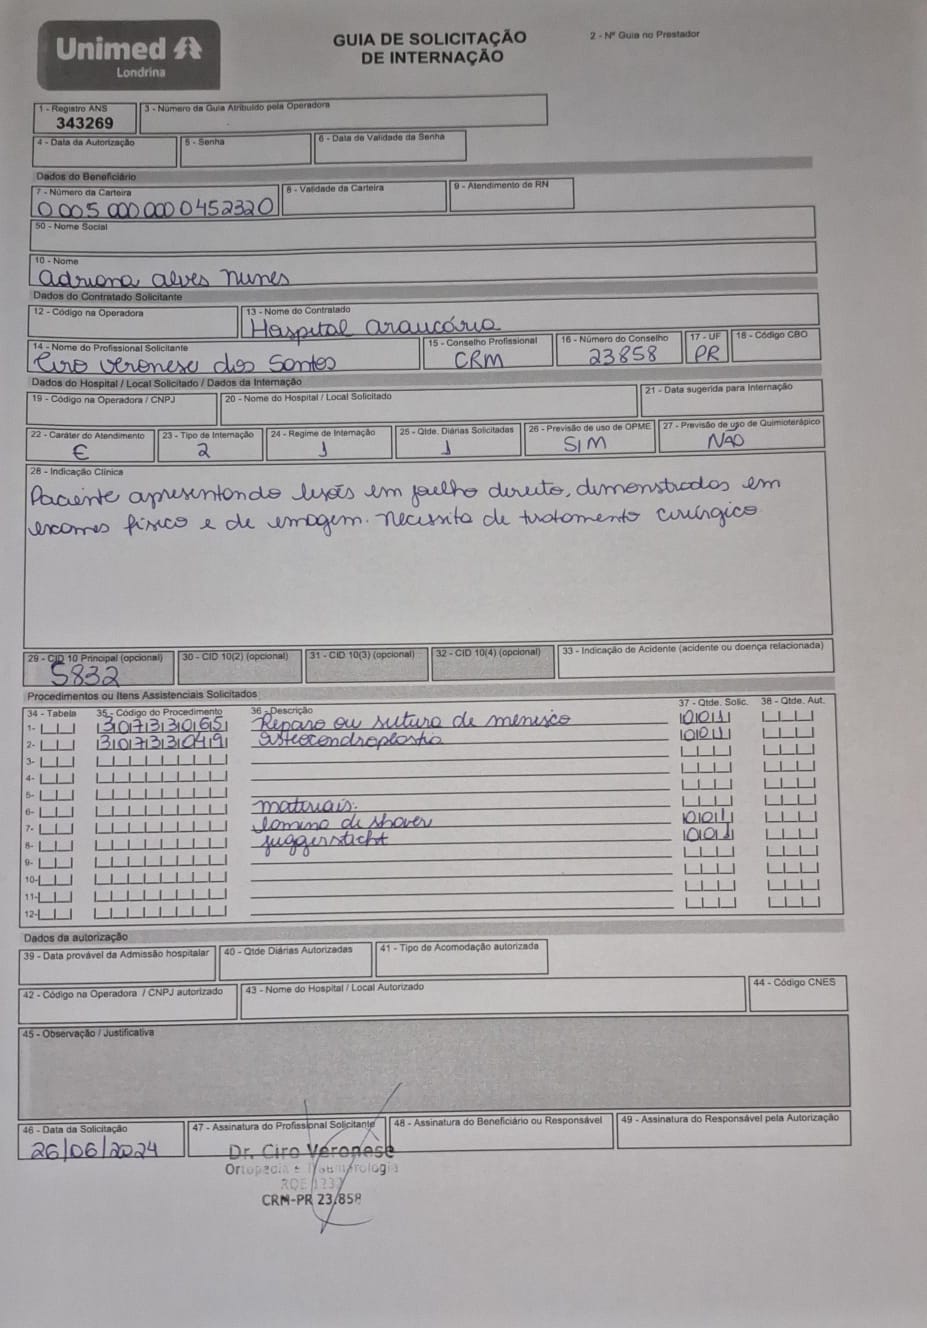 Unimed
Londrina
GUIA DE SOLICITAÇÃO
DE INTERNAÇÃO
2 - Nº Guia no Prestador
1 - Registro ANS
343269
3 - Número da Guia Atribuído pela Operadora
4 - Data da Autorização
5 - Senha
6 - Data de Validade da Senha
Dados do Beneficiário
7 - Número da Carteira
0 005 000000 0452320
8 - Validade da Carteira
9 - Atendimento de RN
50 - Nome Social
10 - Nome
Adriana alves nunes
Dados do Contratado Solicitante
12 - Código na Operadora
13 - Nome do Contratado
Hospital araucária
14 - Nome do Profissional Solicitante
Ciro Veronese dos Santos
15 - Conselho Profissional
CRM
16 - Número do Conselho
23858
17 - UF
PR
18 - Código CBO
Dados do Hospital / Local Solicitado / Dados da Internação
19 - Código na Operadora / CNPJ
20 - Nome do Hospital / Local Solicitado
21 - Data sugerida para Internação
22 - Caráter do Atendimento
E
23 - Tipo de Internação
2
24 - Regime de Internação
1
25 - Qtde. Diárias Solicitadas
1
26 - Previsão de uso de OPME
SIM
27 - Previsão de uso de Quimioterápico
NAO
28 - Indicação Clínica
Paciente apresentando lesões em joelho direito, demonstrados em
exames físico e de imagem. necessita de tratamento cirúrgico
29 - CID 10 Principal (opcional)
S832
30 - CID 10(2) (opcional)
31 - CID 10(3) (opcional)
32 - CID 10(4) (opcional)
33 - Indicação de Acidente (acidente ou doença relacionada)
Procedimentos ou Itens Assistenciais Solicitados
34 - Tabela 35 - Código do Procedimento 36 - Descrição 37 - Qtde. Solic. 38 - Qtde. Aut.
1- 30733065 Reparo ou sutura de menisco 001
2- 30733049 osteocondroplastia 001
3-
4-
5-
6- materiais:
7- lamina de shaver 001
8- juggersticht 001
9-
10-
11-
12-
Dados da autorização
39 - Data provável da Admissão hospitalar
40 - Qtde Diárias Autorizadas
41 - Tipo de Acomodação autorizada
42 - Código na Operadora / CNPJ autorizado
43 - Nome do Hospital / Local Autorizado
44 - Código CNES
45 - Observação / Justificativa
46 - Data da Solicitação
26/06/2024
47 - Assinatura do Profissional Solicitante
48 - Assinatura do Beneficiário ou Responsável
49 - Assinatura do Responsável pela Autorização
Dr. Ciro Veronese
Ortopedia e Traumatologia
RQE
CRM-PR 23/858